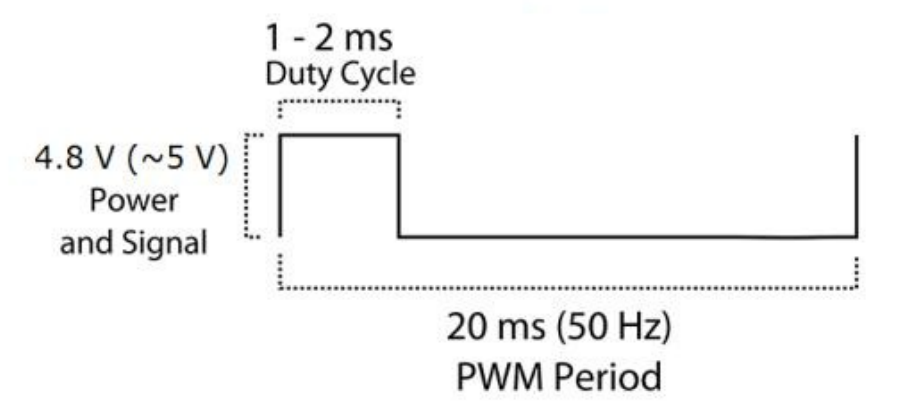 1 - 2 ms
Duty Cycle
4.8 V (~5 V)
Power
and Signal
20 ms (50 Hz)
PWM Period